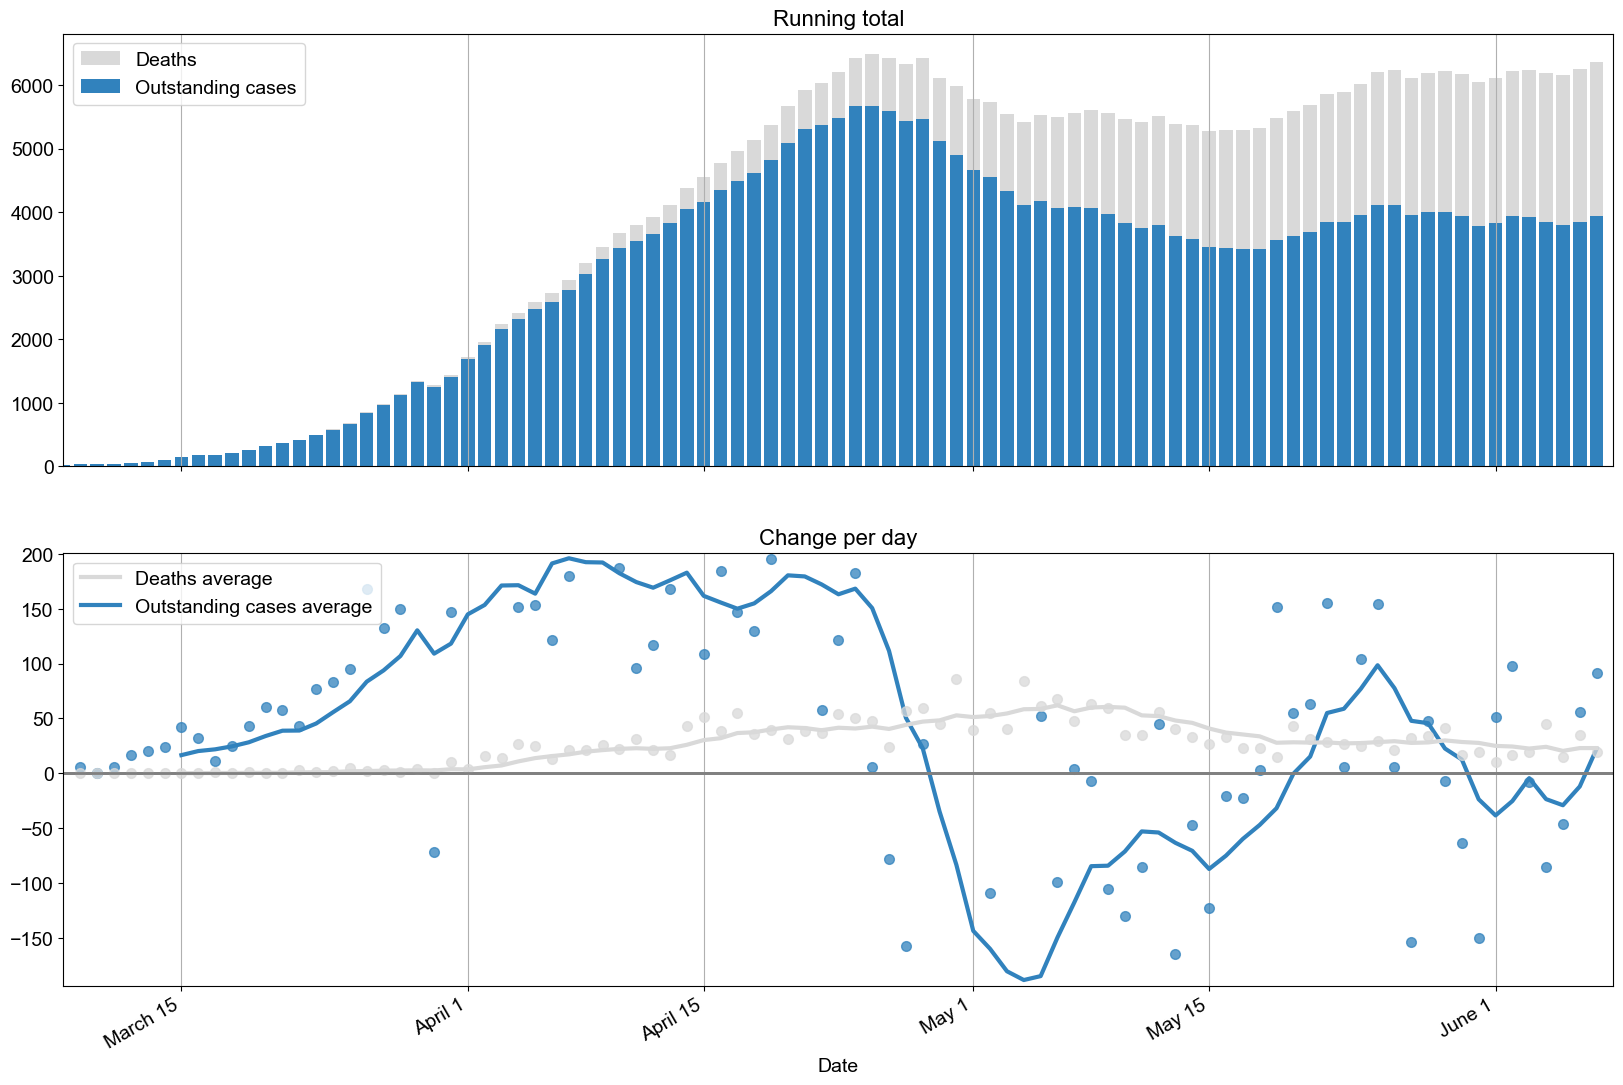 Running total
Deaths
Outstanding cases
6000
5000
4000
3000
2000
1000
0
Change per day
Deaths average
Outstanding cases average
200
150
100
50
0
−50
−100
−150
March 15
April 1
April 15
May 1
May 15
June 1
Date